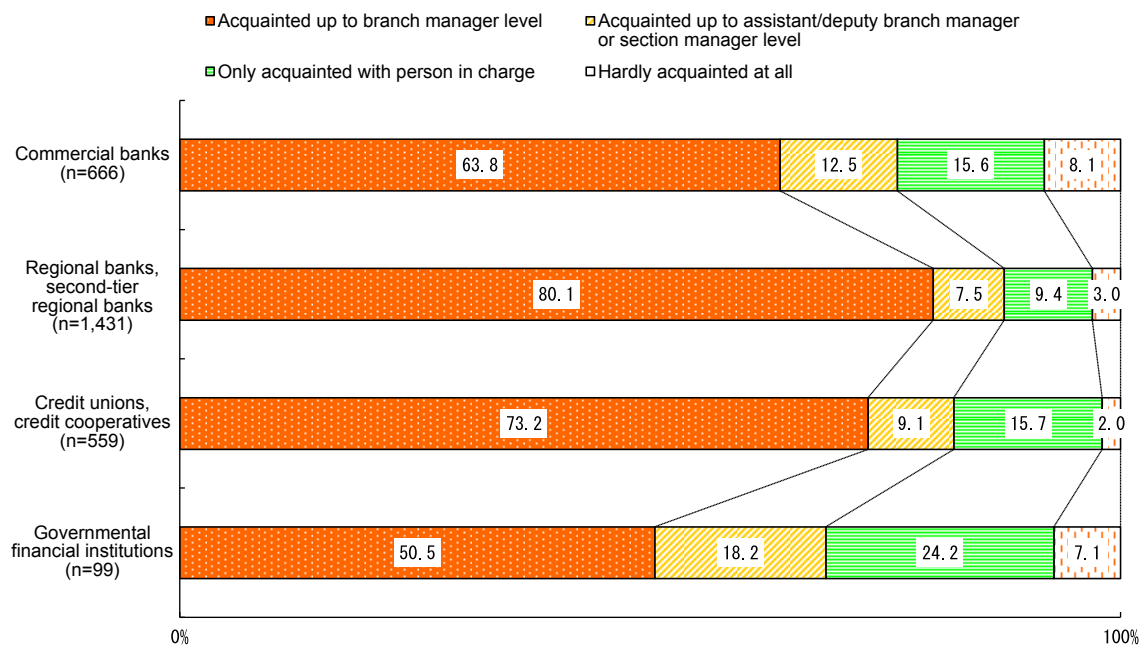 Acquainted up to branch manager level
Acquainted up to assistant/deputy branch manager
or section manager level
Only acquainted with person in charge
Hardly acquainted at all
Commercial banks
(n=666)
63.8
12.5
15.6
8.1
Regional banks,
second-tier
regional banks
(n=1,431)
80.1
7.5
9.4
3.0
Credit unions,
credit cooperatives
(n=559)
73.2
9.1
15.7
2.0
Governmental
financial institutions
(n=99)
50.5
18.2
24.2
7.1
0%
100%